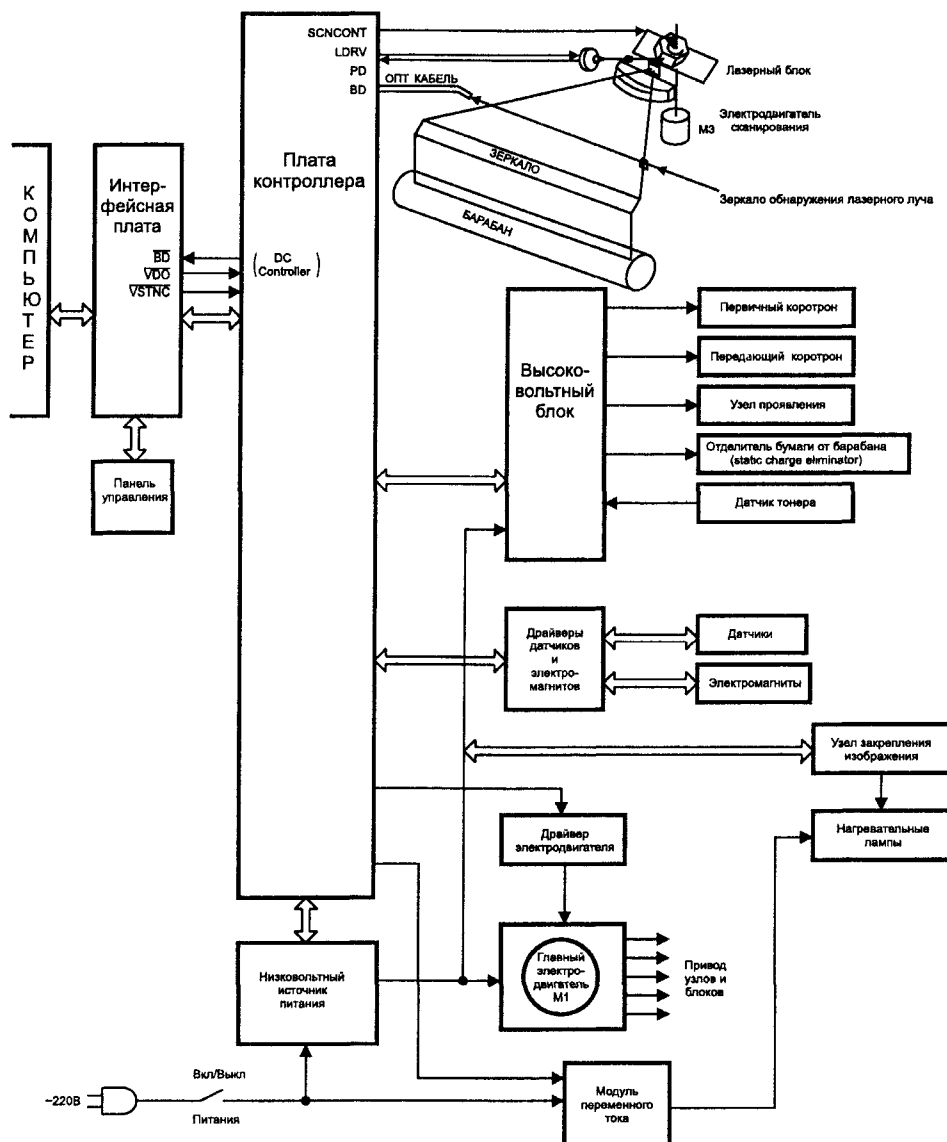 SCNCONT
LDRV
PD
BD
ОПТ КАБЕЛЬ
Лазерный блок
Электродвигатель
сканирования
М3
ЗЕРКАЛО
БАРАБАН
Зеркало обнаружения лазерного луча
КОМПЬЮТЕР
Интер-
фейсная
плата
BD
VDO
VSTNC
Панель
управления
Плата
контроллера
(DC
Controller)
Высоко-
вольтный
блок
Первичный коротрон
Передающий коротрон
Узел проявления
Отделитель бумаги от барабана
(static charge eliminator)
Датчик тонера
Драйверы
датчиков
и
электро-
магнитов
Датчики
Электромагниты
Узел закрепления
изображения
Нагревательные
лампы
Драйвер
электродвигателя
Низковольтный
источник
питания
Главный
электро-
двигатель
М1
Привод
узлов и
блоков
~220В
Вкл/Выкл
Питания
Модуль
переменного
тока